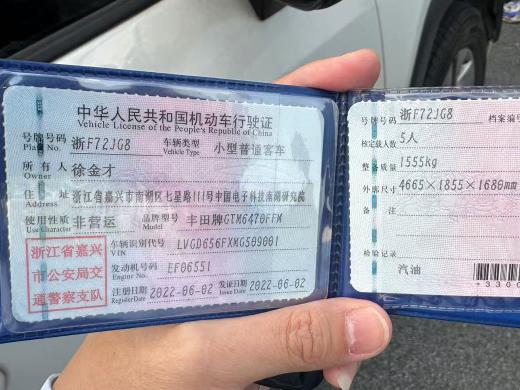 中华人民共和国机动车行驶证
Vehicle License of the People's Republic of China
号牌号码 浙F72JG8 车辆类型 小型普通客车
Plate No. Vehicle Type
所有人 徐金才
Owner
住址 浙江省嘉兴市南湖区七星路111号中国电子科技南湖研究院
Address
使用性质 非营运 品牌型号 丰田牌GTM6470FFM
Use Character Model
浙江省嘉兴
市公安局交
通警察支队
车辆识别代号 LVGD656FXMG509001
VIN
发动机号码 EF06551
Engine No.
注册日期 2022-06-02 发证日期 2022-06-02
Register Date Issue Date
号牌号码 浙F72JG8 档案编号
核定载人数 5人
整备质量 1555kg
外廓尺寸 4665×1855×1680
备注
检验记录
汽油